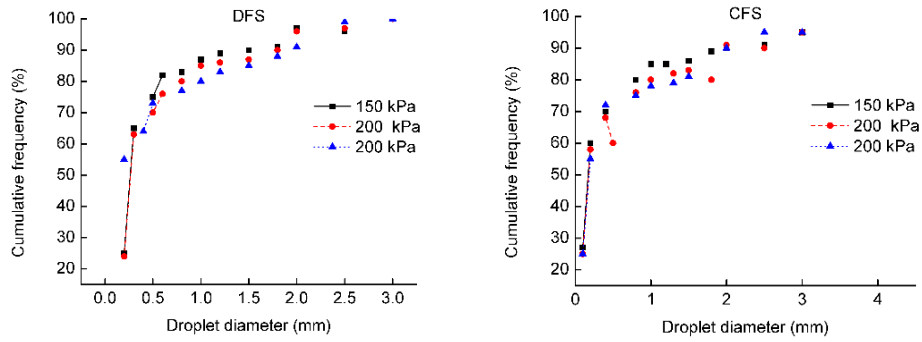 DFS
100
90
80
70
60
50
40
30
20
Cumulative frequency (%)
150 kPa
200 kPa
200 kPa
0.0 0.5 1.0 1.5 2.0 2.5 3.0
Droplet diameter (mm)
CFS
100
90
80
70
60
50
40
30
20
Cumulative frequency (%)
150 kPa
200 kPa
200 kPa
0 1 2 3 4
Droplet diameter (mm)